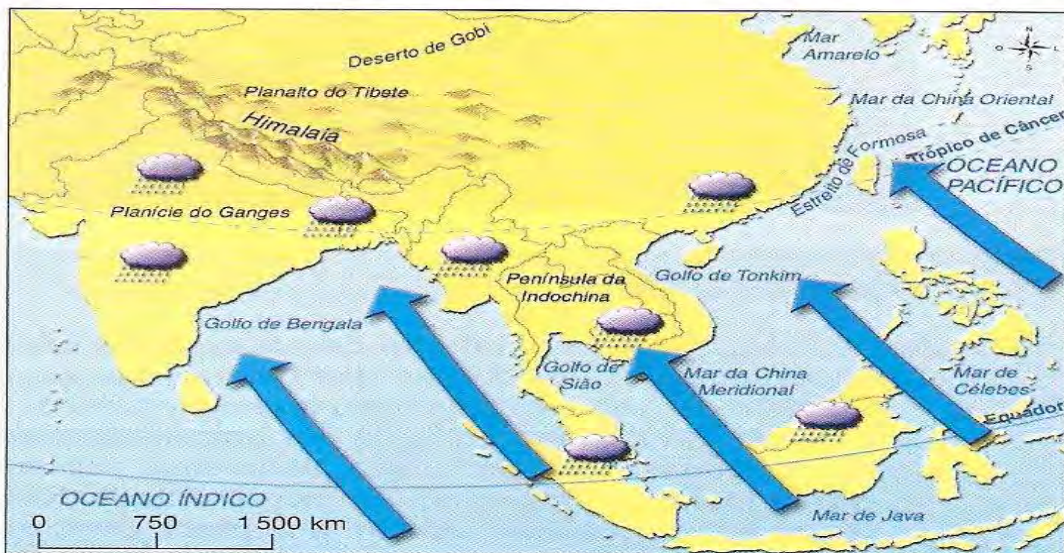 Deserto de Gobi
Mar
Amarelo
N
O
L
S
Planalto do Tibete
Himalaia
Mar da China Oriental
Estreito de Formosa
Trópico de Câncer
OCEANO
PACÍFICO
Planície do Ganges
Península da
Indochina
Golfo de Tonkim
Golfo de Bengala
Golfo de
Sião
Mar da China
Meridional
Mar de
Célebes
Equador
OCEANO ÍNDICO
Mar de Java
0 750 1 500 km